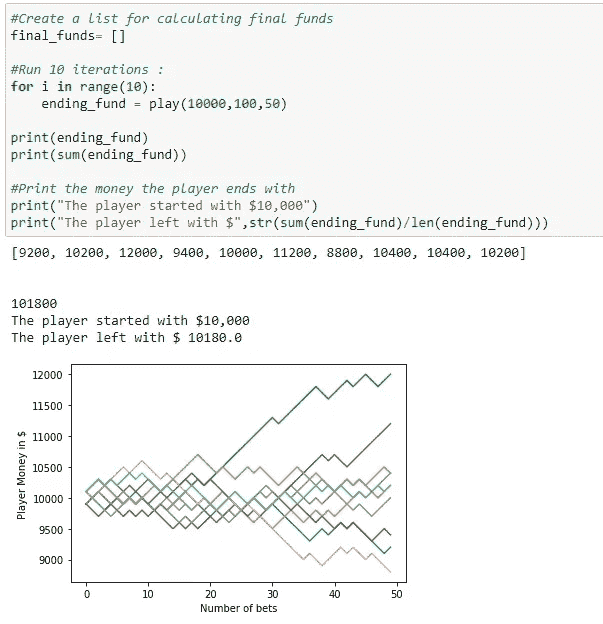 #Create a list for calculating final funds
final_funds= []
#Run 10 iterations :
for i in range(10):
    ending_fund = play(10000,100,50)
print(ending_fund)
print(sum(ending_fund))
#Print the money the player ends with
print("The player started with $10,000")
print("The player left with $",str(sum(ending_fund)/len(ending_fund)))
[9200, 10200, 12000, 9400, 10000, 11200, 8800, 10400, 10400, 10200]
101800
The player started with $10,000
The player left with $ 10180.0
12000
11500
11000
10500
10000
9500
9000
Player Money in $
0 10 20 30 40 50
Number of bets